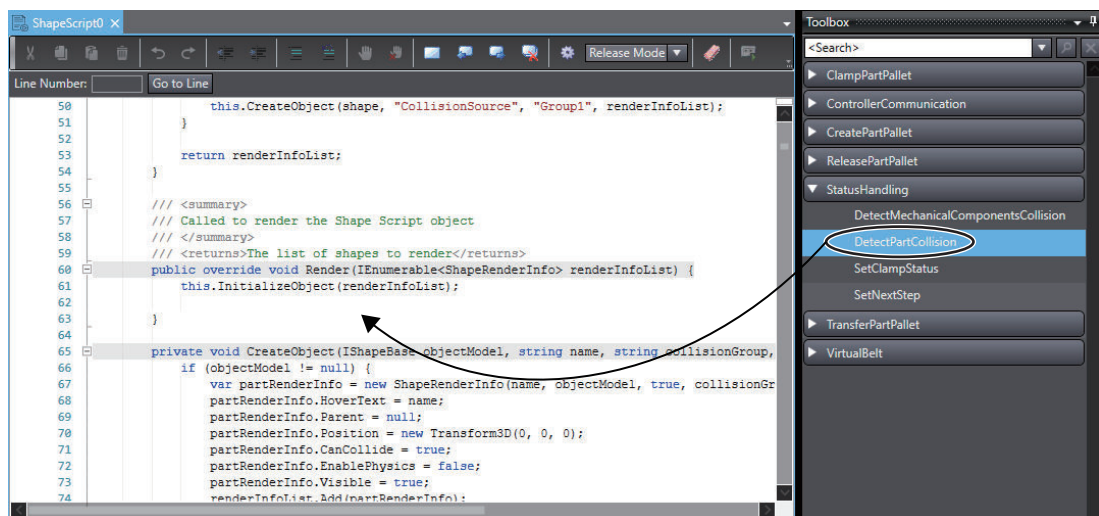 ShapeScript0
Release Mode
Line Number:
Go to Line
50 this.CreateObject(shape, "CollisionSource", "Group1", renderInfoList);
51 }
52
53 return renderInfoList;
54 }
55
56 /// <summary>
57 /// Called to render the Shape Script object
58 /// </summary>
59 /// <returns>The list of shapes to render</returns>
60 public override void Render(IEnumerable<ShapeRenderInfo> renderInfoList) {
61 this.InitializeObject(renderInfoList);
62
63 }
64
65 private void CreateObject(IShapeBase objectModel, string name, string collisionGroup,
66 if (objectModel != null) {
67 var partRenderInfo = new ShapeRenderInfo(name, objectModel, true, collisionGr
68 partRenderInfo.HoverText = name;
69 partRenderInfo.Parent = null;
70 partRenderInfo.Position = new Transform3D(0, 0, 0);
71 partRenderInfo.CanCollide = true;
72 partRenderInfo.EnablePhysics = false;
73 partRenderInfo.Visible = true;
74 renderInfoList.Add(partRenderInfo);
Toolbox
<Search>
ClampPartPallet
ControllerCommunication
CreatePartPallet
ReleasePartPallet
StatusHandling
DetectMechanicalComponentsCollision
DetectPartCollision
SetClampStatus
SetNextStep
TransferPartPallet
VirtualBelt